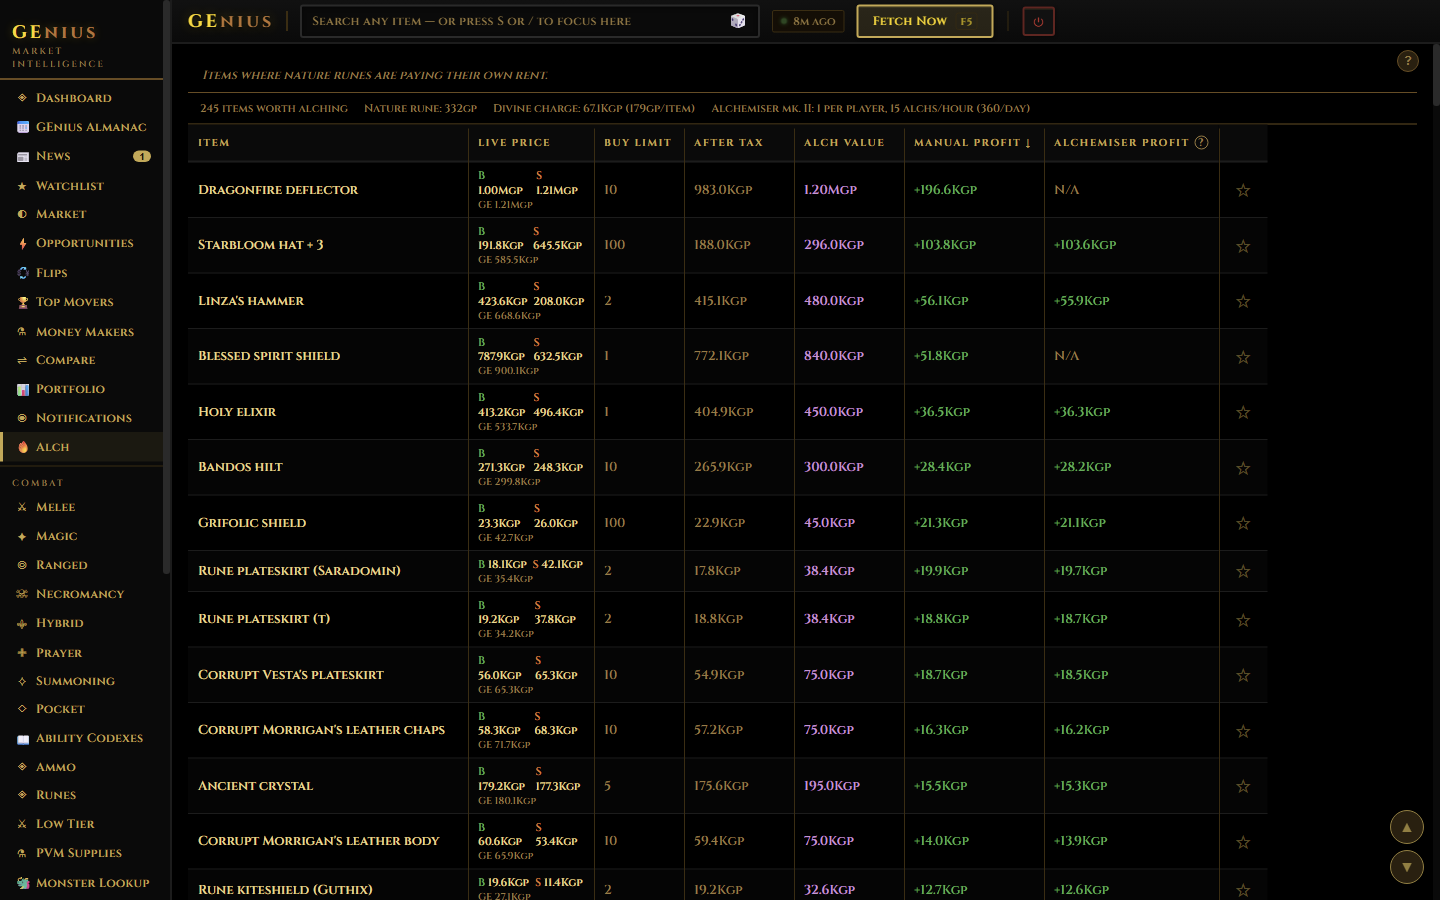 GENIUS
MARKET
INTELLIGENCE
Dashboard
GEnius Almanac
News 1
Watchlist
Market
Opportunities
Flips
Top Movers
Money Makers
Compare
Portfolio
Notifications
Alch
COMBAT
Melee
Magic
Ranged
Necromancy
Hybrid
Prayer
Summoning
Pocket
Ability Codexes
Ammo
Runes
Low Tier
PVM Supplies
Monster Lookup
GENIUS
Search any item — or press S or / to focus here
8m ago
Fetch Now F5
?
Items where nature runes are paying their own rent.
245 items worth alching Nature rune: 332gp Divine charge: 67.1Kgp (179gp/item) Alchemiser mk. II: 1 per player, 15 alchs/hour (360/day)
ITEM LIVE PRICE BUY LIMIT AFTER TAX ALCH VALUE MANUAL PROFIT ↓ ALCHEMISER PROFIT ?
Dragonfire deflector B 1.00Mgp S 1.21Mgp GE 1.21Mgp 10 983.0Kgp 1.20Mgp +196.6Kgp N/A ☆
Starbloom hat + 3 B 191.8Kgp S 645.5Kgp GE 585.5Kgp 100 188.0Kgp 296.0Kgp +103.8Kgp +103.6Kgp ☆
Linza's hammer B 423.6Kgp S 208.0Kgp GE 668.6Kgp 2 415.1Kgp 480.0Kgp +56.1Kgp +55.9Kgp ☆
Blessed spirit shield B 787.9Kgp S 632.5Kgp GE 900.1Kgp 1 772.1Kgp 840.0Kgp +51.8Kgp N/A ☆
Holy elixir B 413.2Kgp S 496.4Kgp GE 533.7Kgp 1 404.9Kgp 450.0Kgp +36.5Kgp +36.3Kgp ☆
Bandos hilt B 271.3Kgp S 248.3Kgp GE 299.8Kgp 10 265.9Kgp 300.0Kgp +28.4Kgp +28.2Kgp ☆
Grifolic shield B 23.3Kgp S 26.0Kgp GE 42.7Kgp 100 22.9Kgp 45.0Kgp +21.3Kgp +21.1Kgp ☆
Rune plateskirt (Saradomin) B 18.1Kgp S 42.1Kgp GE 35.4Kgp 2 17.8Kgp 38.4Kgp +19.9Kgp +19.7Kgp ☆
Rune plateskirt (t) B 19.2Kgp S 37.8Kgp GE 34.2Kgp 2 18.8Kgp 38.4Kgp +18.8Kgp +18.7Kgp ☆
Corrupt Vesta's plateskirt B 56.0Kgp S 65.3Kgp GE 65.3Kgp 10 54.9Kgp 75.0Kgp +18.7Kgp +18.5Kgp ☆
Corrupt Morrigan's leather chaps B 58.3Kgp S 68.3Kgp GE 71.7Kgp 10 57.2Kgp 75.0Kgp +16.3Kgp +16.2Kgp ☆
Ancient crystal B 179.2Kgp S 177.3Kgp GE 180.1Kgp 5 175.6Kgp 195.0Kgp +15.5Kgp +15.3Kgp ☆
Corrupt Morrigan's leather body B 60.6Kgp S 53.4Kgp GE 65.9Kgp 10 59.4Kgp 75.0Kgp +14.0Kgp +13.9Kgp ☆
Rune kiteshield (Guthix) B 19.6Kgp S 11.4Kgp GE 27.1Kgp 2 19.2Kgp 32.6Kgp +12.7Kgp +12.6Kgp ☆